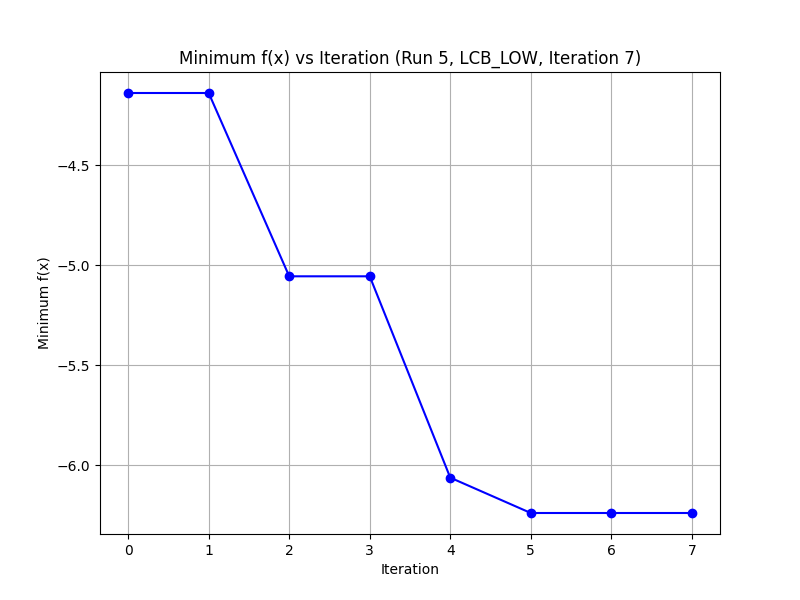 Minimum f(x) vs Iteration (Run 5, LCB_LOW, Iteration 7)
Minimum f(x)
−4.5
−5.0
−5.5
−6.0
0 1 2 3 4 5 6 7
Iteration